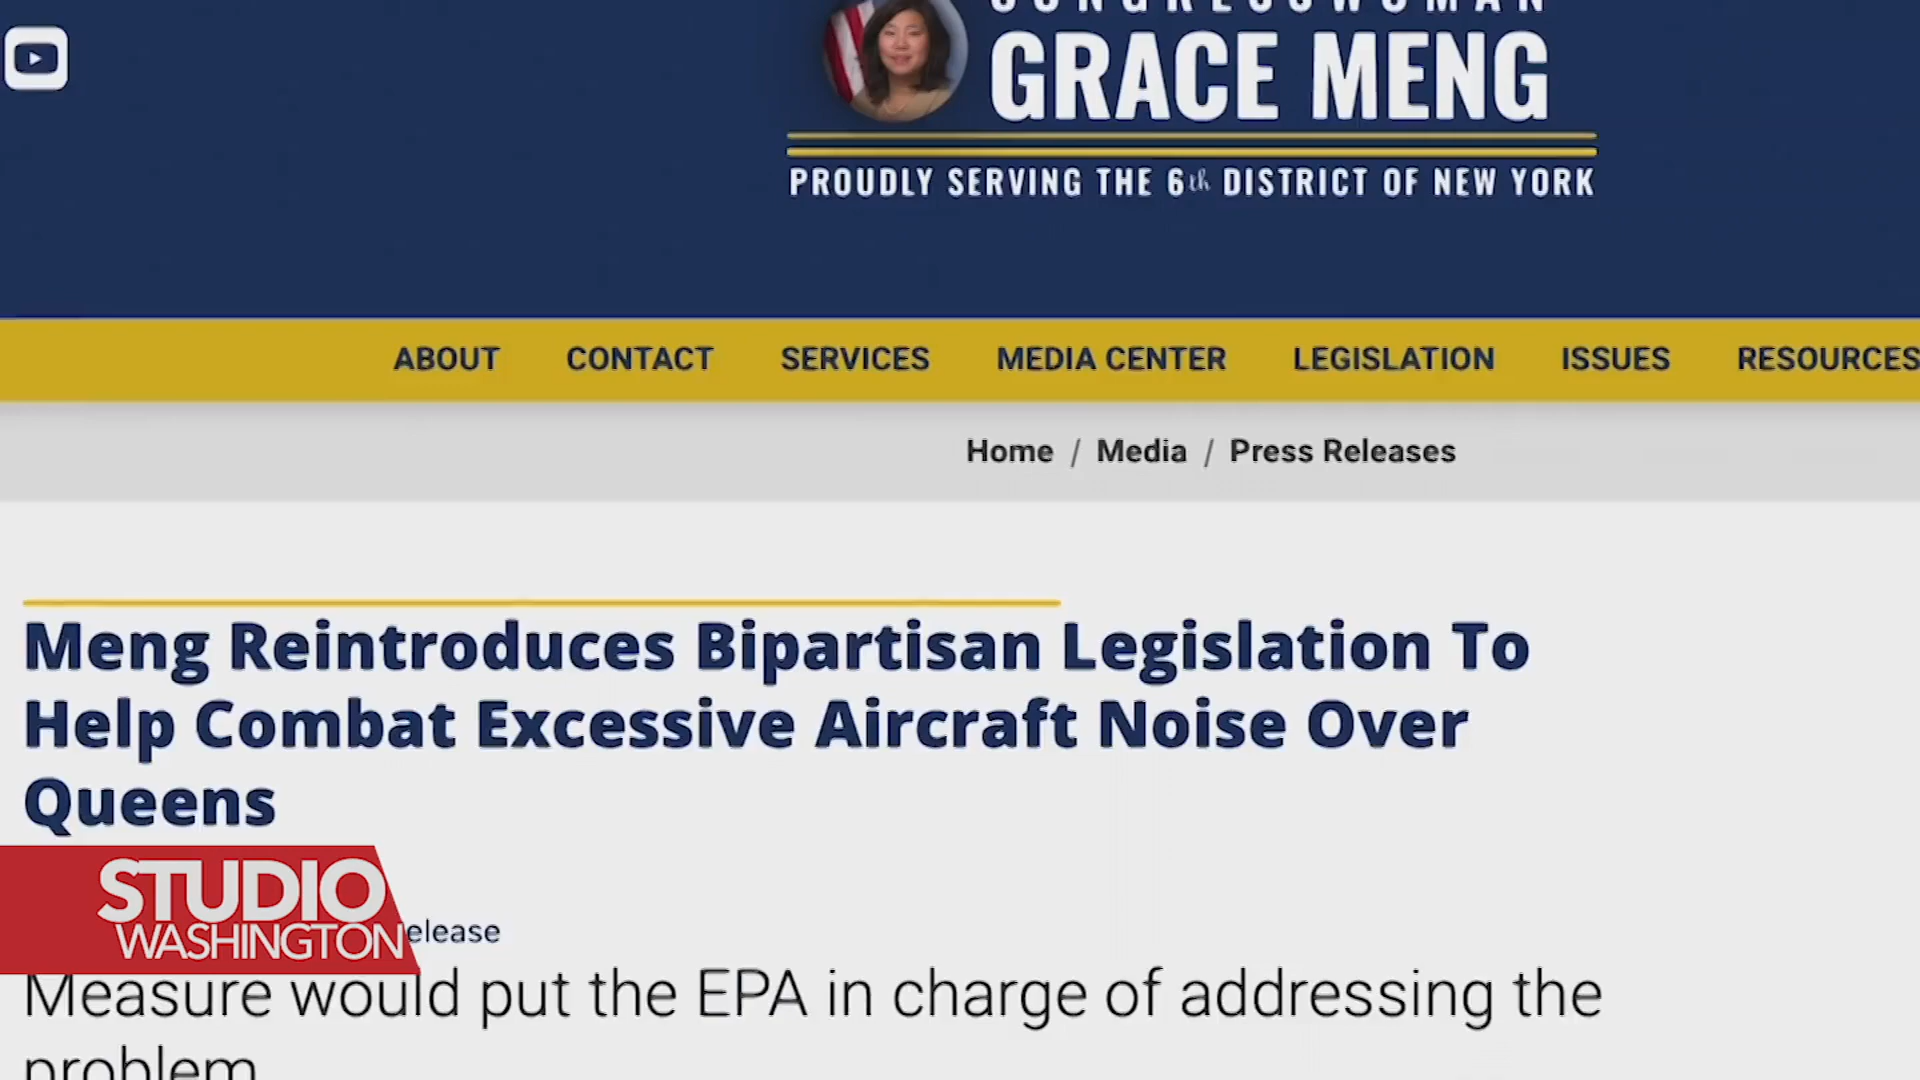 CONGRESSWOMAN
GRACE MENG
PROUDLY SERVING THE 6th DISTRICT OF NEW YORK
ABOUT CONTACT SERVICES MEDIA CENTER LEGISLATION ISSUES RESOURCES
Home / Media / Press Releases
Meng Reintroduces Bipartisan Legislation To
Help Combat Excessive Aircraft Noise Over
Queens
STUDIO
WASHINGTON
elease
Measure would put the EPA in charge of addressing the
problem